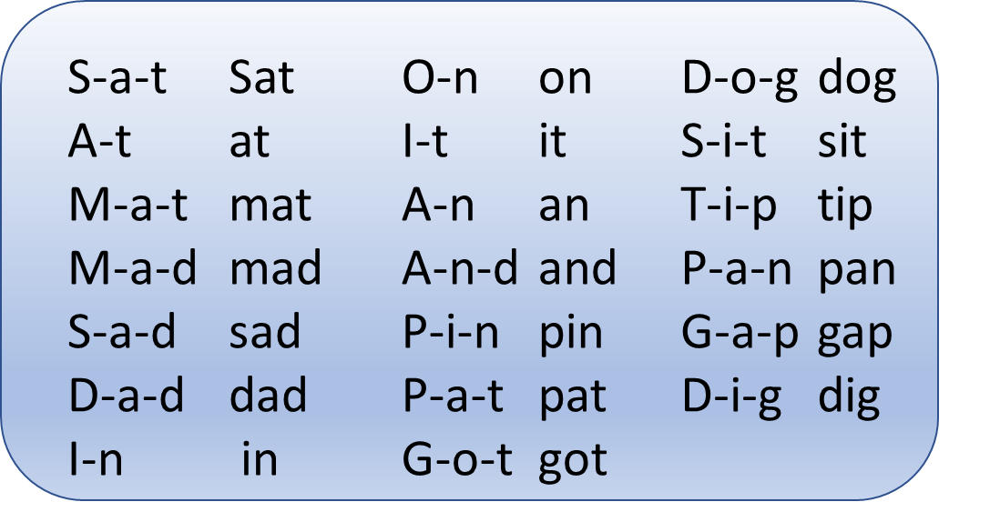 S-a-t Sat O-n on D-o-g dog
A-t at I-t it S-i-t sit
M-a-t mat A-n an T-i-p tip
M-a-d mad A-n-d and P-a-n pan
S-a-d sad P-i-n pin G-a-p gap
D-a-d dad P-a-t pat D-i-g dig
I-n in G-o-t got